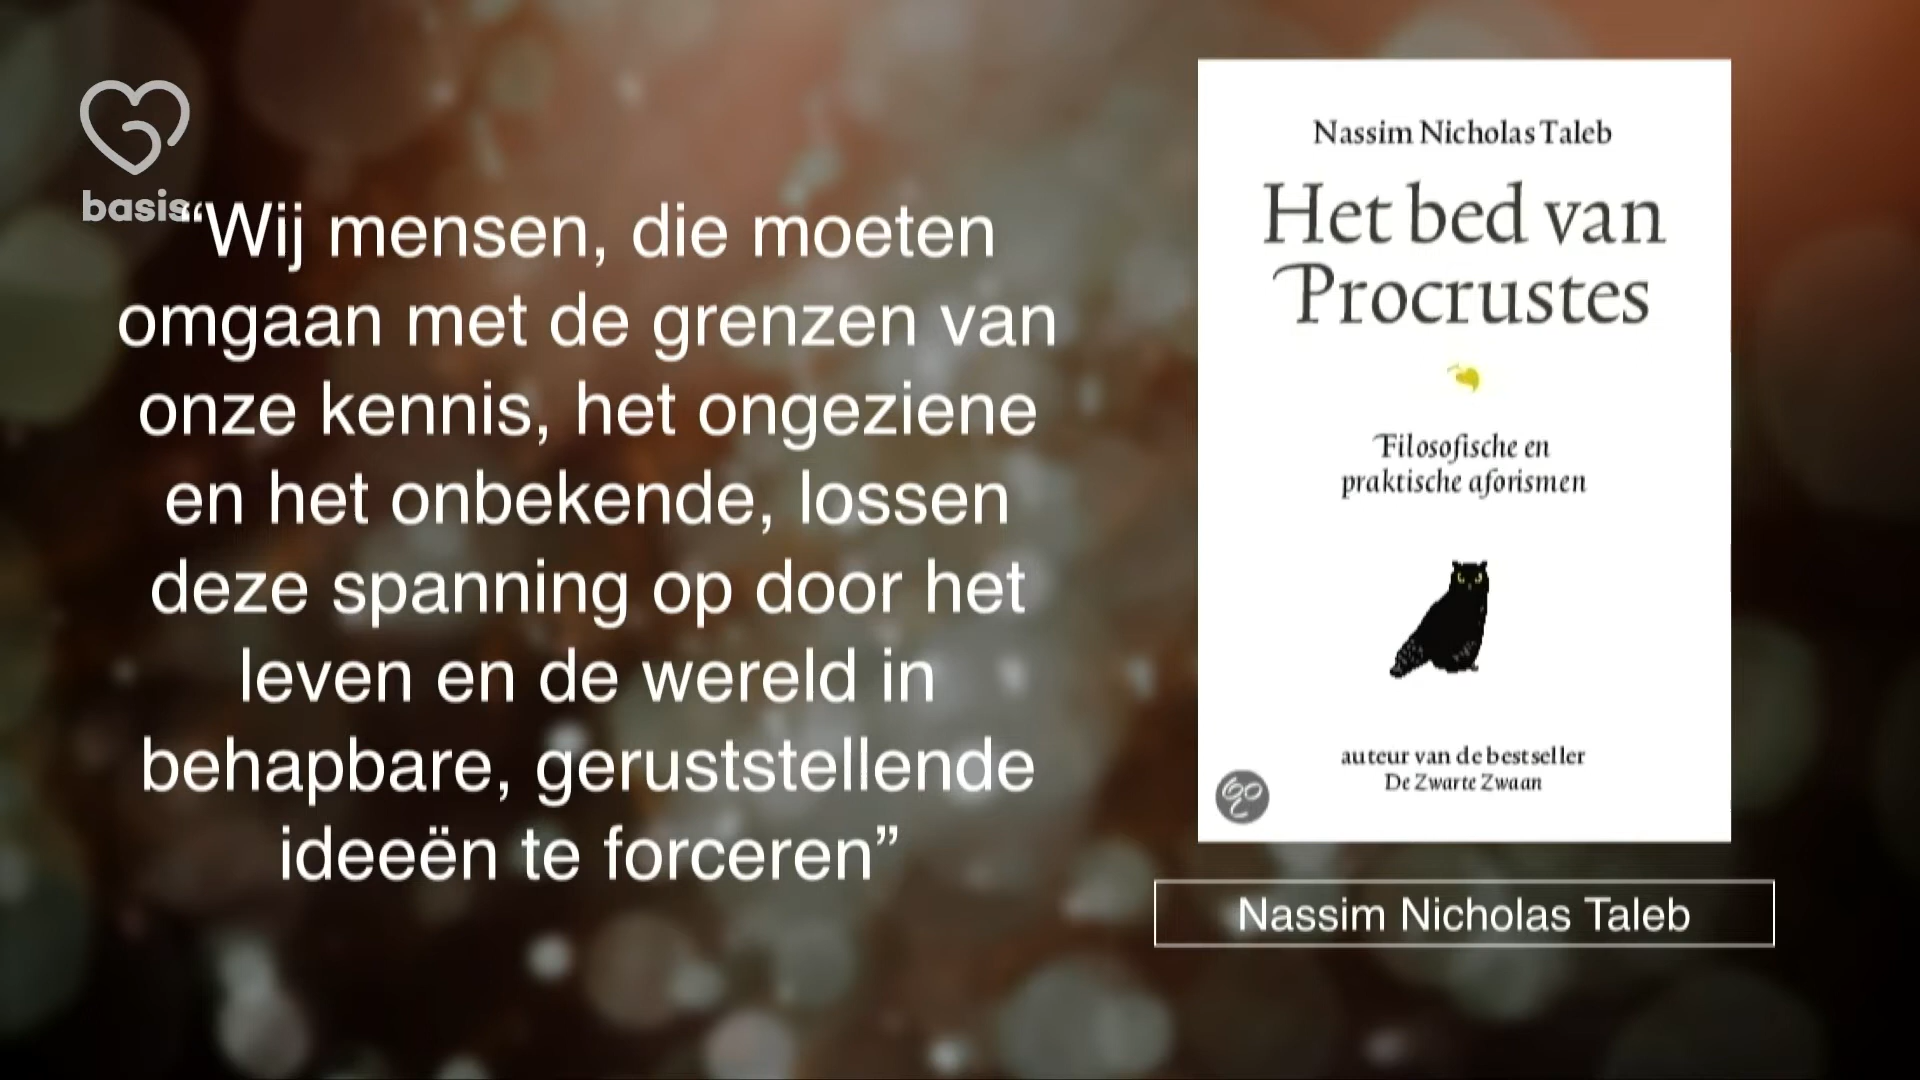 basis
“Wij mensen, die moeten
omgaan met de grenzen van
onze kennis, het ongeziene
en het onbekende, lossen
deze spanning op door het
leven en de wereld in
behapbare, geruststellende
ideeën te forceren”
Nassim Nicholas Taleb
Het bed van
Procrustes
Filosofische en
praktische aforismen
auteur van de bestseller
De Zwarte Zwaan
Nassim Nicholas Taleb